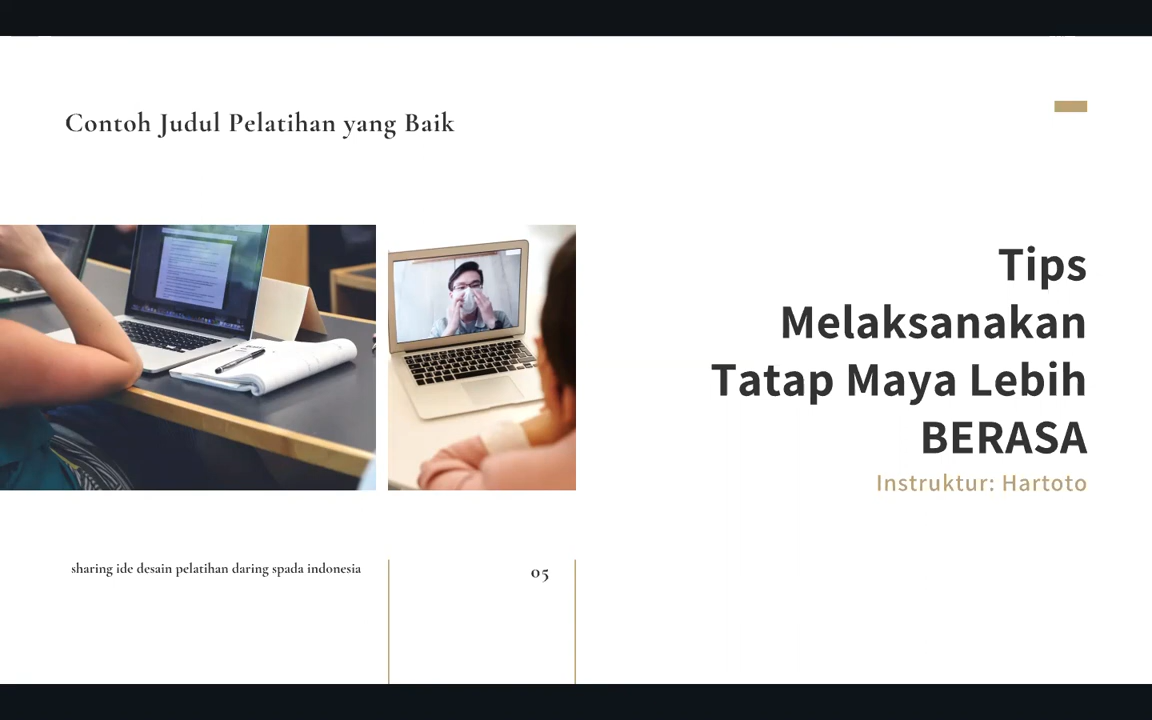 Contoh Judul Pelatihan yang Baik
Tips
Melaksanakan
Tatap Maya Lebih
BERASA
Instruktur: Hartoto
sharing ide desain pelatihan daring spada indonesia
05